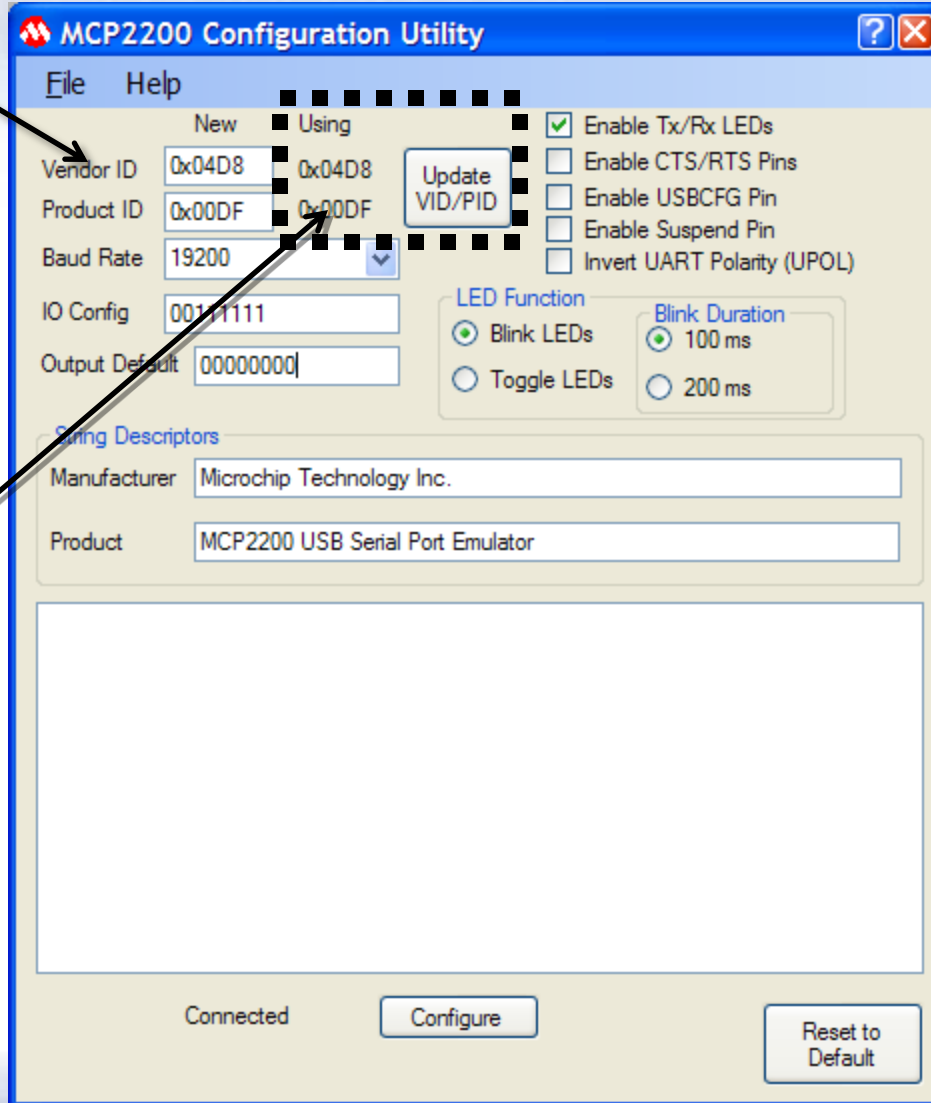 MCP2200 Configuration Utility
File Help
New Using
Vendor ID 0x04D8 0x04D8
Product ID 0x00DF 0x00DF
Update
VID/PID
Baud Rate 19200
IO Config 00111111
Output Default 00000000
Enable Tx/Rx LEDs
Enable CTS/RTS Pins
Enable USBCFG Pin
Enable Suspend Pin
Invert UART Polarity (UPOL)
LED Function
Blink LEDs
Toggle LEDs
Blink Duration
100 ms
200 ms
String Descriptors
Manufacturer Microchip Technology Inc.
Product MCP2200 USB Serial Port Emulator
Connected
Configure
Reset to
Default